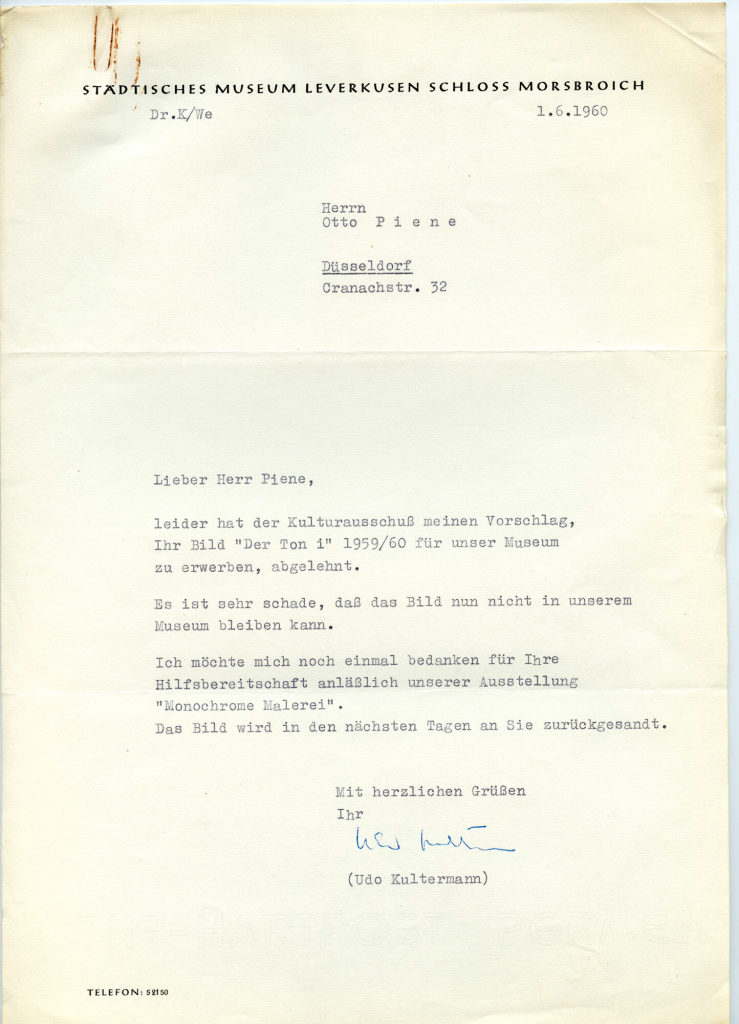 STÄDTISCHES MUSEUM LEVERKUSEN SCHLOSS MORSBROICH
Dr.K/We 1.6.1960
Herrn
Otto P i e n e
Düsseldorf
Cranachstr. 32
Lieber Herr Piene,
leider hat der Kulturausschuß meinen Vorschlag,
Ihr Bild "Der Ton i" 1959/60 für unser Museum
zu erwerben, abgelehnt.
Es ist sehr schade, daß das Bild nun nicht in unserem
Museum bleiben kann.
Ich möchte mich noch einmal bedanken für Ihre
Hilfsbereitschaft anläßlich unserer Ausstellung
"Monochrome Malerei".
Das Bild wird in den nächsten Tagen an Sie zurückgesandt.
Mit herzlichen Grüßen
Ihr
(Udo Kultermann)
TELEFON: 52150